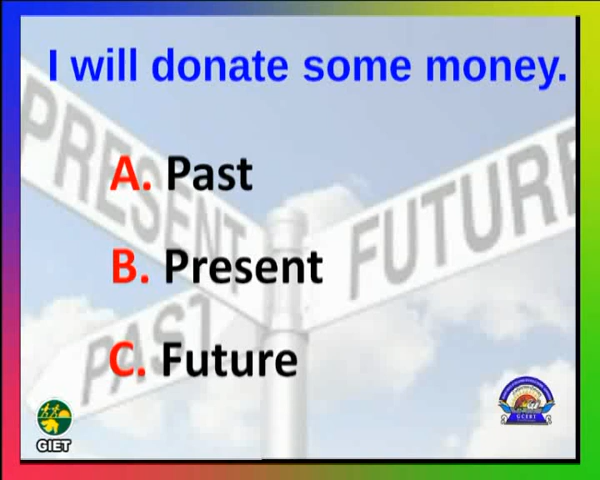 I will donate some money.
A. Past
B. Present
C. Future
PRESENT
FUTURE
PAST
GIET
GCERT